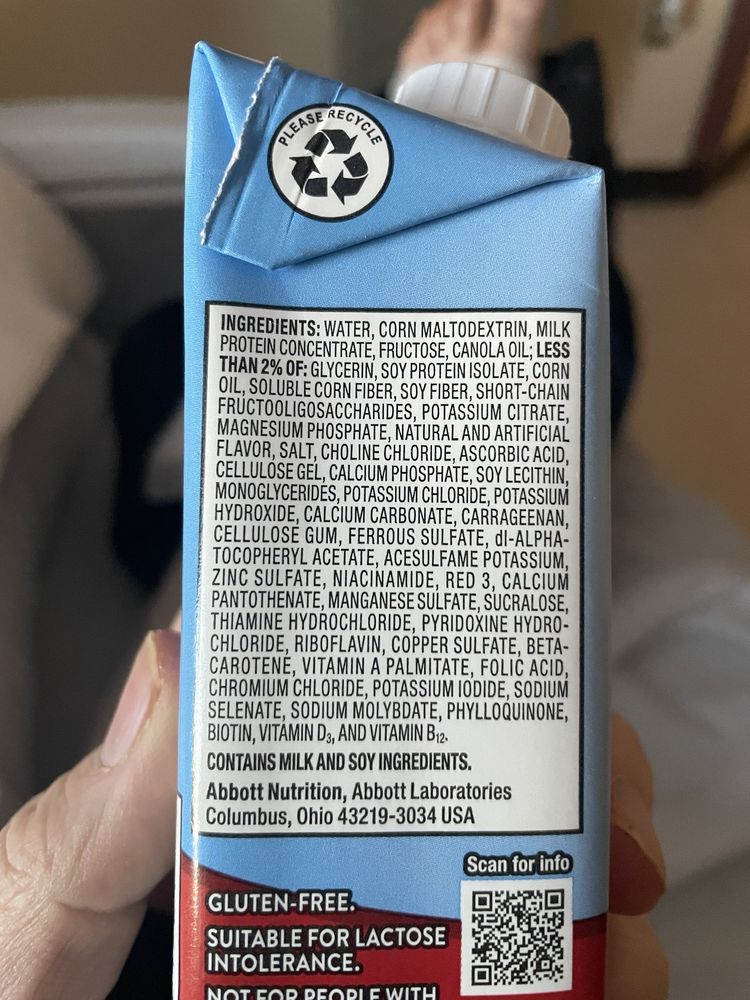 PLEASE RECYCLE
INGREDIENTS: WATER, CORN MALTODEXTRIN, MILK
PROTEIN CONCENTRATE, FRUCTOSE, CANOLA OIL; LESS
THAN 2% OF: GLYCERIN, SOY PROTEIN ISOLATE, CORN
OIL, SOLUBLE CORN FIBER, SOY FIBER, SHORT-CHAIN
FRUCTOOLIGOSACCHARIDES, POTASSIUM CITRATE,
MAGNESIUM PHOSPHATE, NATURAL AND ARTIFICIAL
FLAVOR, SALT, CHOLINE CHLORIDE, ASCORBIC ACID,
CELLULOSE GEL, CALCIUM PHOSPHATE, SOY LECITHIN,
MONOGLYCERIDES, POTASSIUM CHLORIDE, POTASSIUM
HYDROXIDE, CALCIUM CARBONATE, CARRAGEENAN,
CELLULOSE GUM, FERROUS SULFATE, dl-ALPHA-
TOCOPHERYL ACETATE, ACESULFAME POTASSIUM,
ZINC SULFATE, NIACINAMIDE, RED 3, CALCIUM
PANTOTHENATE, MANGANESE SULFATE, SUCRALOSE,
THIAMINE HYDROCHLORIDE, PYRIDOXINE HYDRO-
CHLORIDE, RIBOFLAVIN, COPPER SULFATE, BETA-
CAROTENE, VITAMIN A PALMITATE, FOLIC ACID,
CHROMIUM CHLORIDE, POTASSIUM IODIDE, SODIUM
SELENATE, SODIUM MOLYBDATE, PHYLLOQUINONE,
BIOTIN, VITAMIN D₃, AND VITAMIN B₁₂.
CONTAINS MILK AND SOY INGREDIENTS.
Abbott Nutrition, Abbott Laboratories
Columbus, Ohio 43219-3034 USA
Scan for info
GLUTEN-FREE.
SUITABLE FOR LACTOSE
INTOLERANCE.
NOT FOR PEOPLE WITH